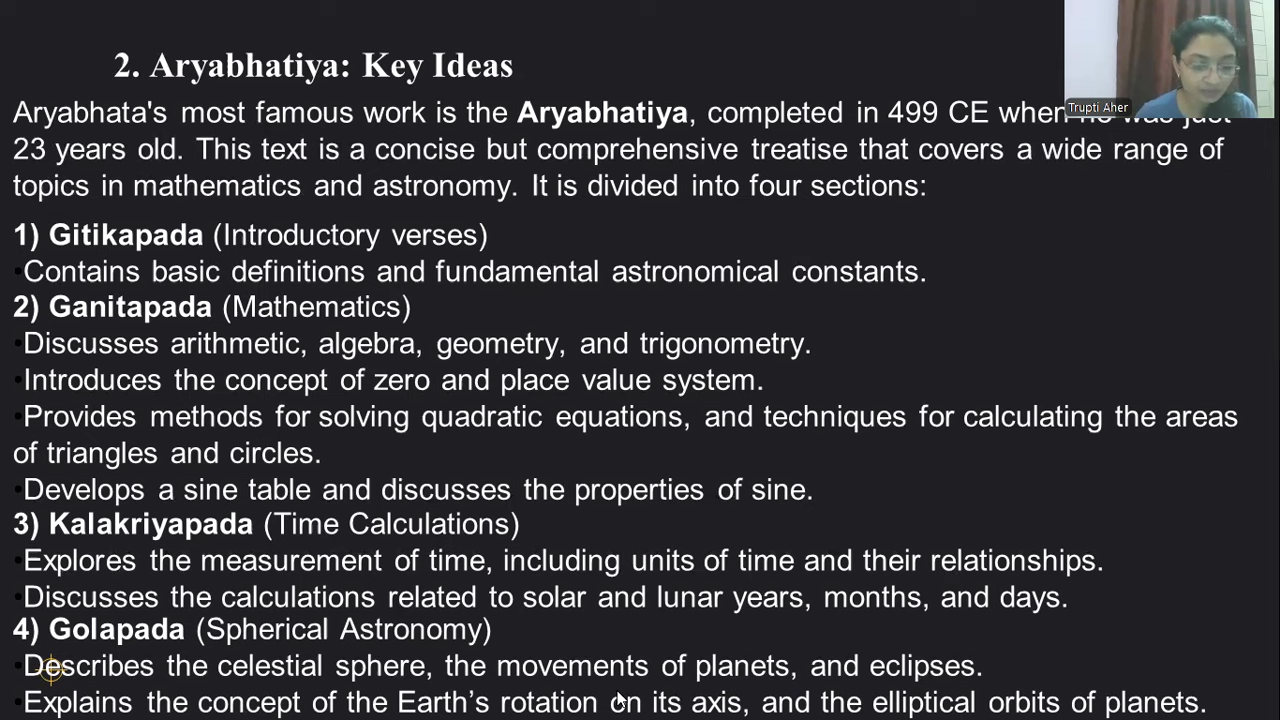 2. Aryabhatiya: Key Ideas
Trupti Aher
Aryabhata's most famous work is the Aryabhatiya, completed in 499 CE when he was just
23 years old. This text is a concise but comprehensive treatise that covers a wide range of
topics in mathematics and astronomy. It is divided into four sections:
1) Gitikapada (Introductory verses)
•Contains basic definitions and fundamental astronomical constants.
2) Ganitapada (Mathematics)
•Discusses arithmetic, algebra, geometry, and trigonometry.
•Introduces the concept of zero and place value system.
•Provides methods for solving quadratic equations, and techniques for calculating the areas
of triangles and circles.
•Develops a sine table and discusses the properties of sine.
3) Kalakriyapada (Time Calculations)
•Explores the measurement of time, including units of time and their relationships.
•Discusses the calculations related to solar and lunar years, months, and days.
4) Golapada (Spherical Astronomy)
•Describes the celestial sphere, the movements of planets, and eclipses.
•Explains the concept of the Earth’s rotation on its axis, and the elliptical orbits of planets.